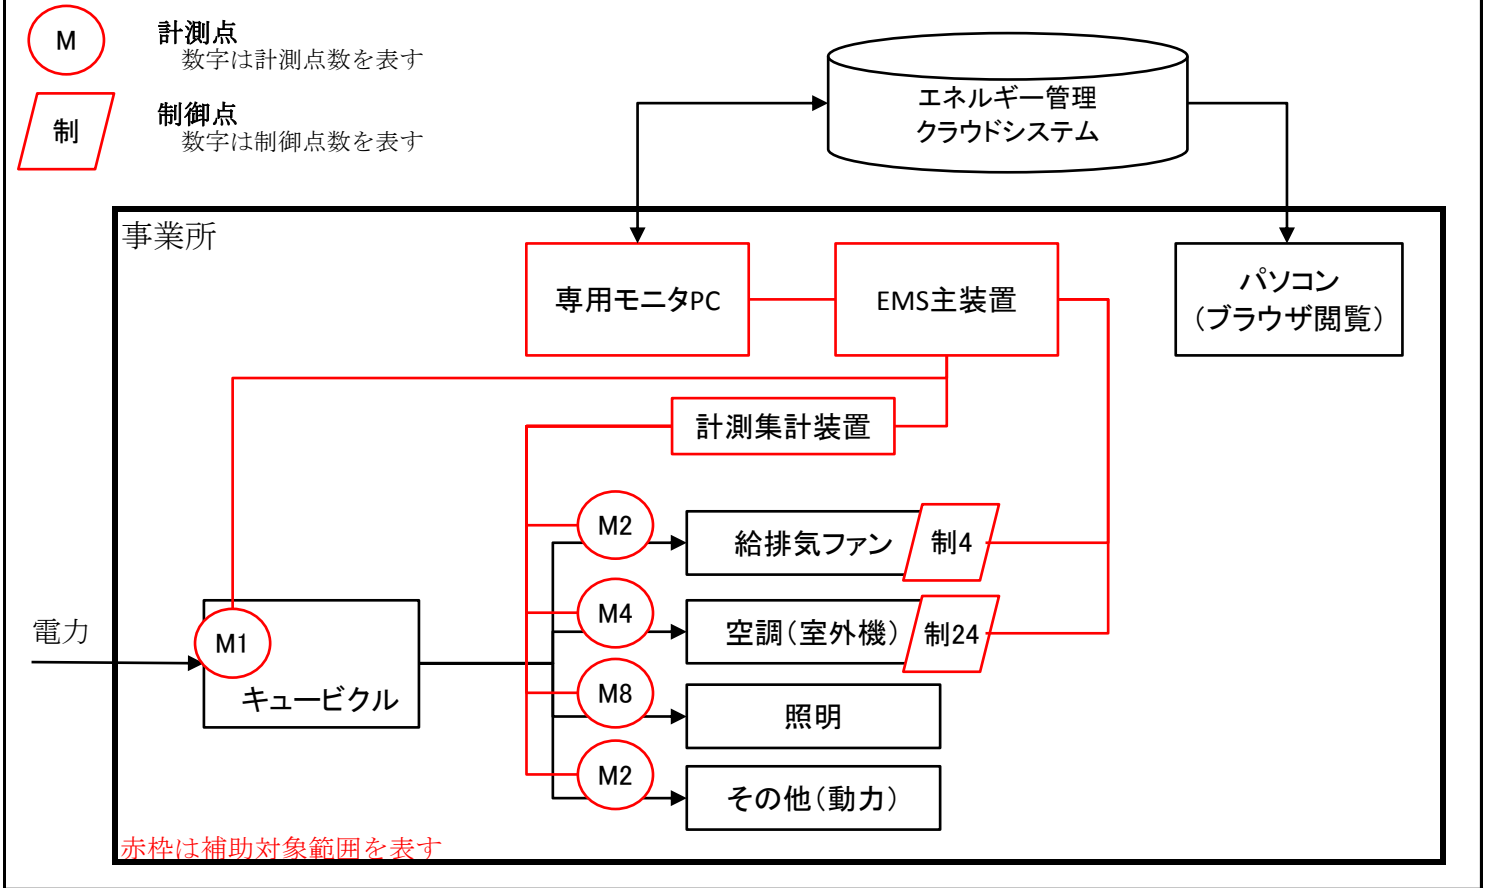 M
計測点
数字は計測点数を表す
制
制御点
数字は制御点数を表す
エネルギー管理
クラウドシステム
事業所
専用モニタPC
EMS主装置
パソコン
（ブラウザ閲覧）
計測集計装置
M2
給排気ファン
制4
電力
M1
キュービクル
M4
空調（室外機）
制24
M8
照明
M2
その他（動力）
赤枠は補助対象範囲を表す